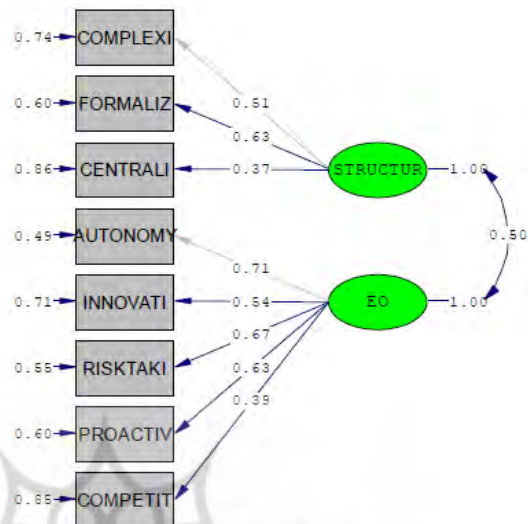 0.74 COMPLEXI
0.51
0.60 FORMALIZ
0.63
0.86 CENTRALI
0.37
STRUCTUR 1.00
0.50
0.49 AUTONOMY
0.71
0.71 INNOVATI
0.54
EO 1.00
0.67
0.55 RISKTAKI
0.63
0.39
0.60 PROACTIV
0.85 COMPETIT